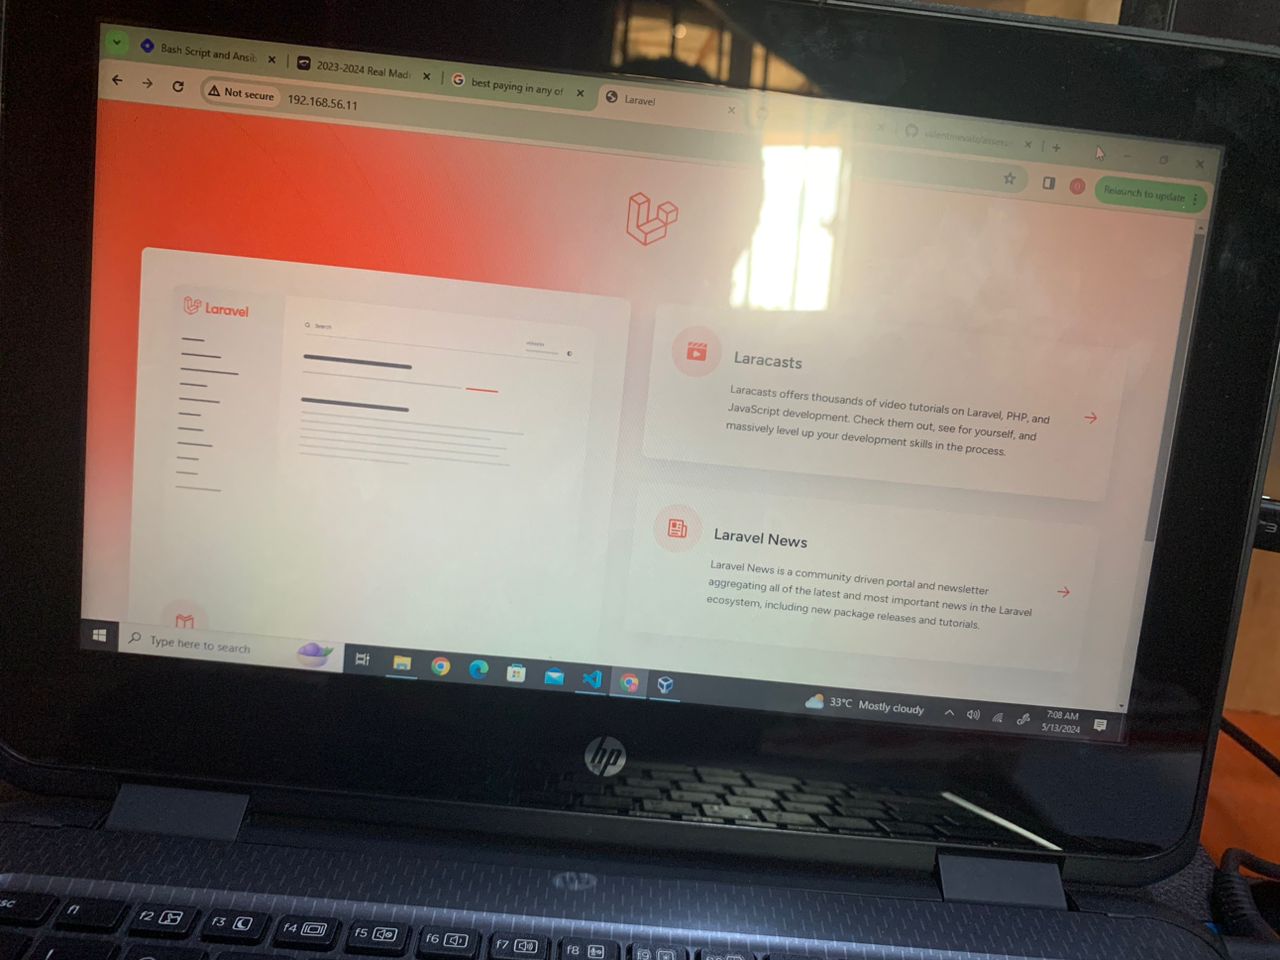 Bash Script and Ansib
2023-2024 Real Madr
best paying in any of
Laravel
Not secure
192.168.56.11
Relaunch to update
Laravel
Search
Laracasts
Laracasts offers thousands of video tutorials on Laravel, PHP, and
JavaScript development. Check them out, see for yourself, and
massively level up your development skills in the process.
Laravel News
Laravel News is a community driven portal and newsletter
aggregating all of the latest and most important news in the Laravel
ecosystem, including new package releases and tutorials.
Type here to search
33°C Mostly cloudy
7:08 AM
5/13/2024
hp
f1
f2
f3
f4
f5
f6
f7
f8
f9